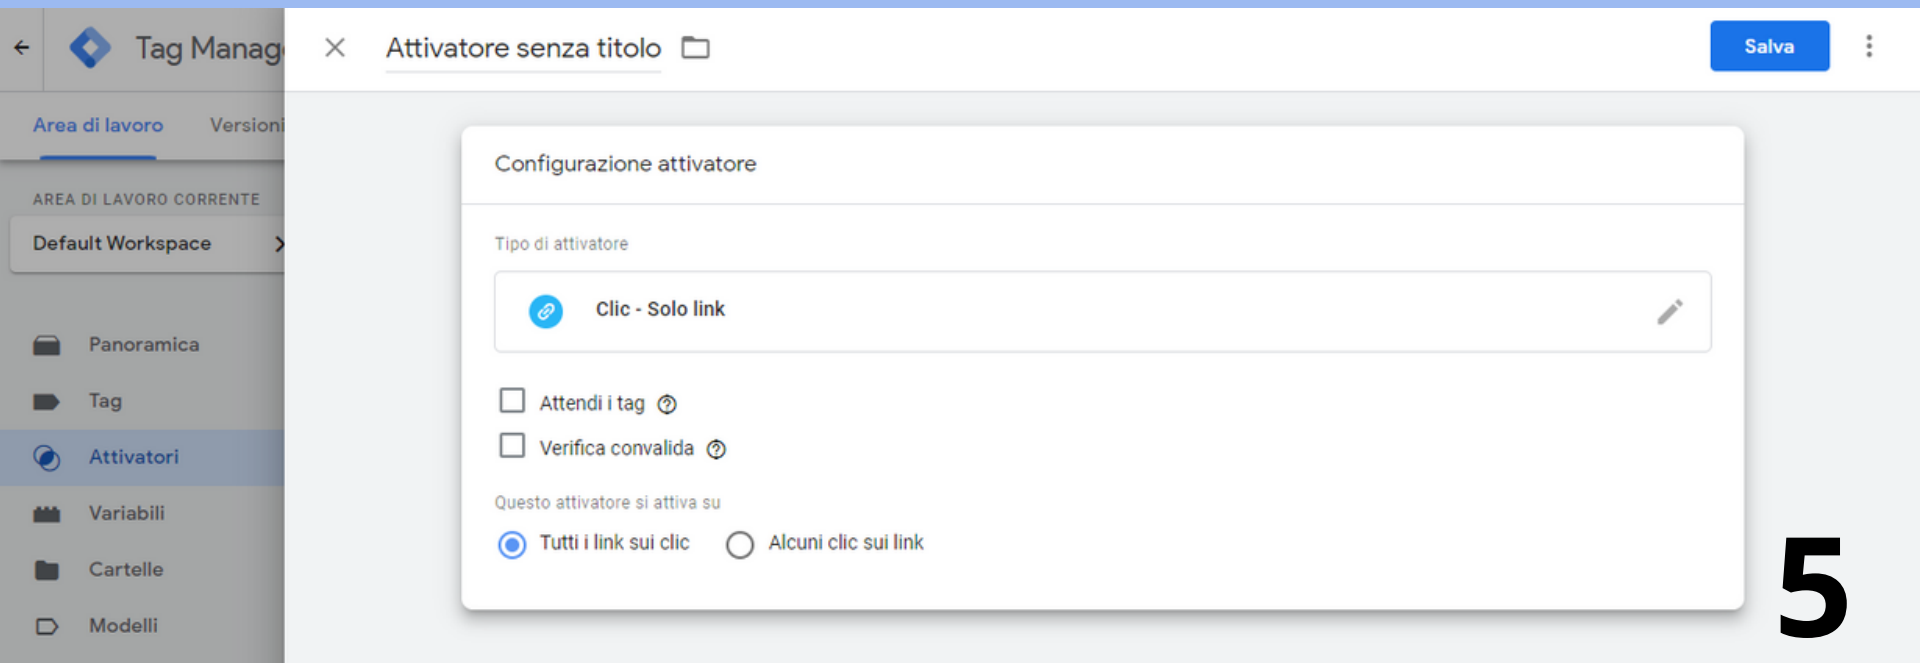 Tag Manag
Attivatore senza titolo
Salva
Area di lavoro
Versioni
AREA DI LAVORO CORRENTE
Default Workspace
Panoramica
Tag
Attivatori
Variabili
Cartelle
Modelli
Configurazione attivatore
Tipo di attivatore
Clic - Solo link
Attendi i tag
Verifica convalida
Questo attivatore si attiva su
Tutti i link sui clic
Alcuni clic sui link
5